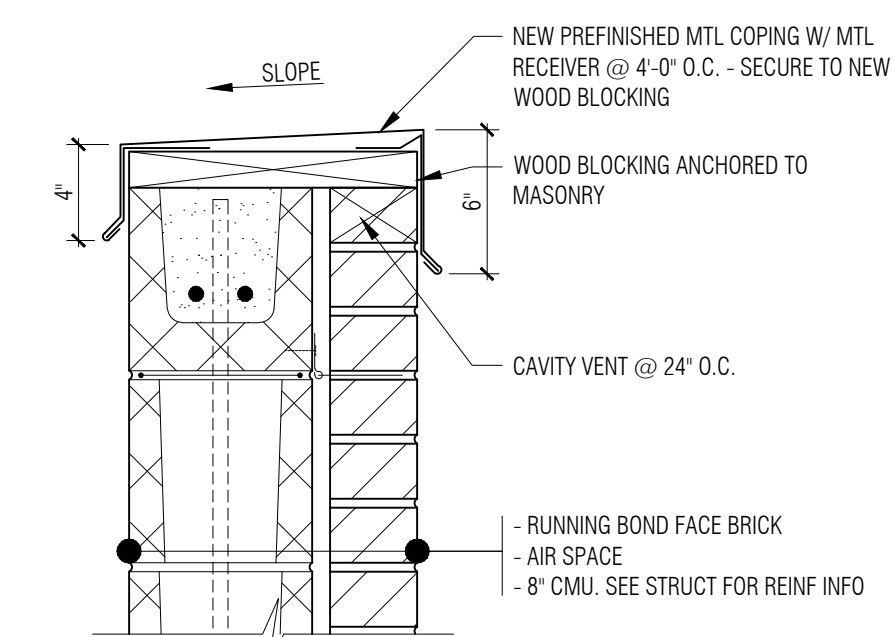 NEW PREFINISHED MTL COPING W/ MTL
RECEIVER @ 4'-0" O.C. - SECURE TO NEW
WOOD BLOCKING
SLOPE
WOOD BLOCKING ANCHORED TO
MASONRY
4"
6"
CAVITY VENT @ 24" O.C.
- RUNNING BOND FACE BRICK
- AIR SPACE
- 8" CMU. SEE STRUCT FOR REINF INFO